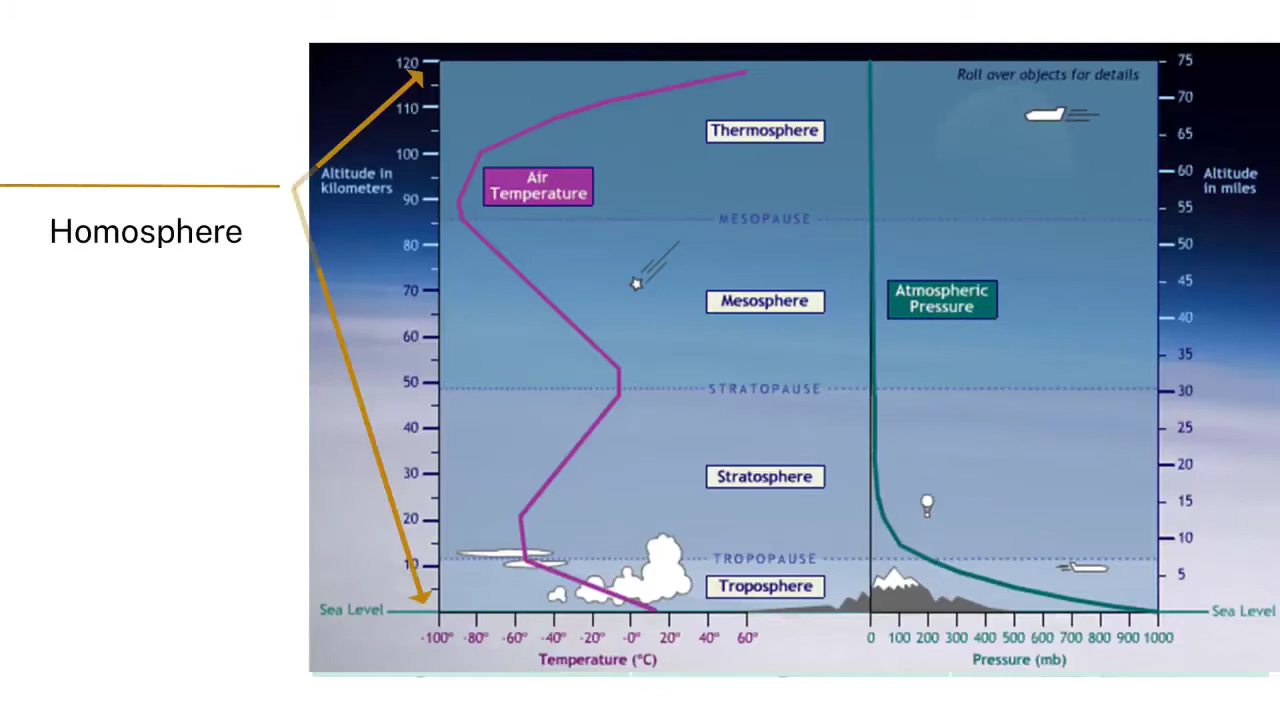 Homosphere
Roll over objects for details
Altitude in
kilometers
120
110
100
90
80
70
60
50
40
30
20
10
Sea Level
Thermosphere
Air
Temperature
MESOPAUSE
Mesosphere
STRATOPAUSE
Stratosphere
TROPOPAUSE
Troposphere
Atmospheric
Pressure
75
70
65
60
55
50
45
40
35
30
25
20
15
10
5
Altitude
in miles
Sea Level
-100° -80° -60° -40° -20° -0° 20° 40° 60°
Temperature (°C)
0 100 200 300 400 500 600 700 800 900 1000
Pressure (mb)